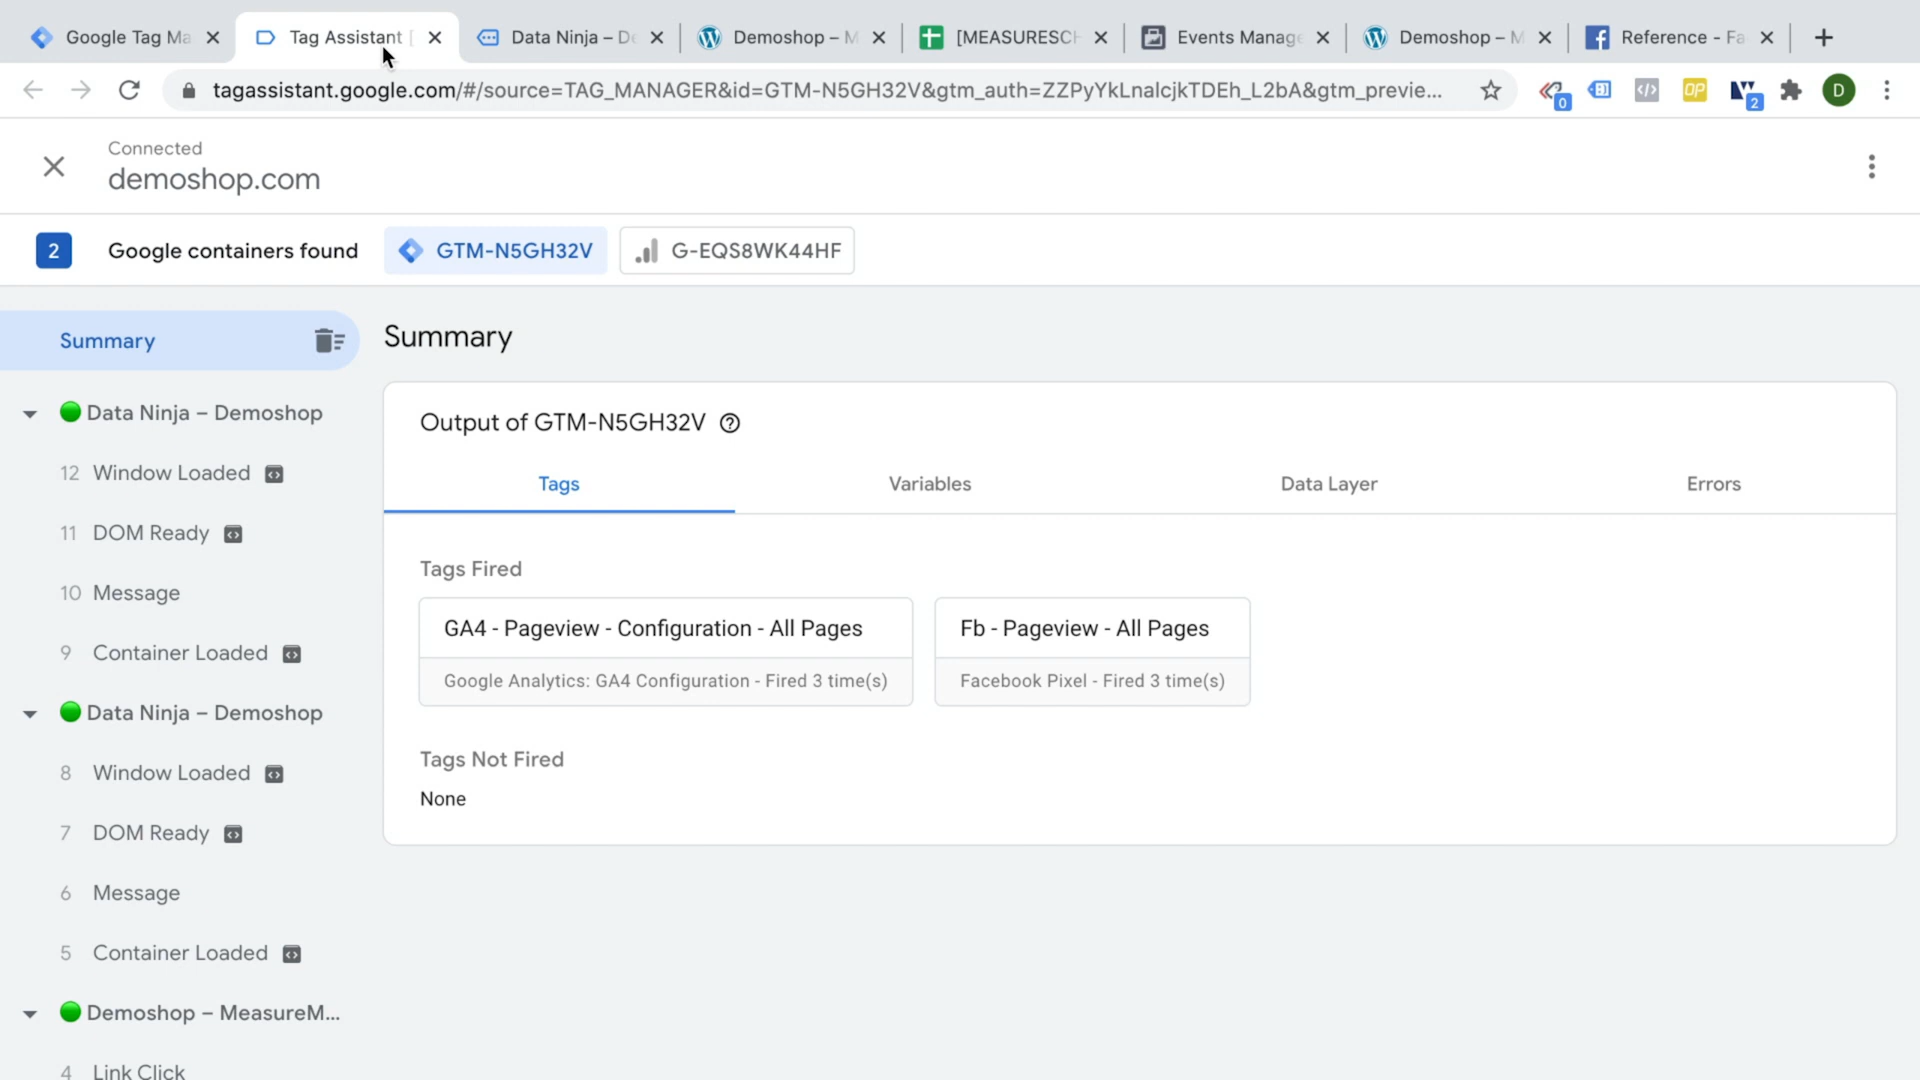 Google Tag Ma
Tag Assistant [
Data Ninja – De
Demoshop – M
[MEASURESCH
Events Manage
Demoshop – M
Reference - Fa
tagassistant.google.com/#/source=TAG_MANAGER&id=GTM-N5GH32V&gtm_auth=ZZPyYkLnalcjkTDEh_L2bA&gtm_previe...
0
OP
2
D
Connected
demoshop.com
2
Google containers found
GTM-N5GH32V
G-EQS8WK44HF
Summary
Data Ninja – Demoshop
12 Window Loaded
11 DOM Ready
10 Message
9 Container Loaded
Data Ninja – Demoshop
8 Window Loaded
7 DOM Ready
6 Message
5 Container Loaded
Demoshop – MeasureM...
4 Link Click
Summary
Output of GTM-N5GH32V
Tags
Variables
Data Layer
Errors
Tags Fired
GA4 - Pageview - Configuration - All Pages
Google Analytics: GA4 Configuration - Fired 3 time(s)
Fb - Pageview - All Pages
Facebook Pixel - Fired 3 time(s)
Tags Not Fired
None